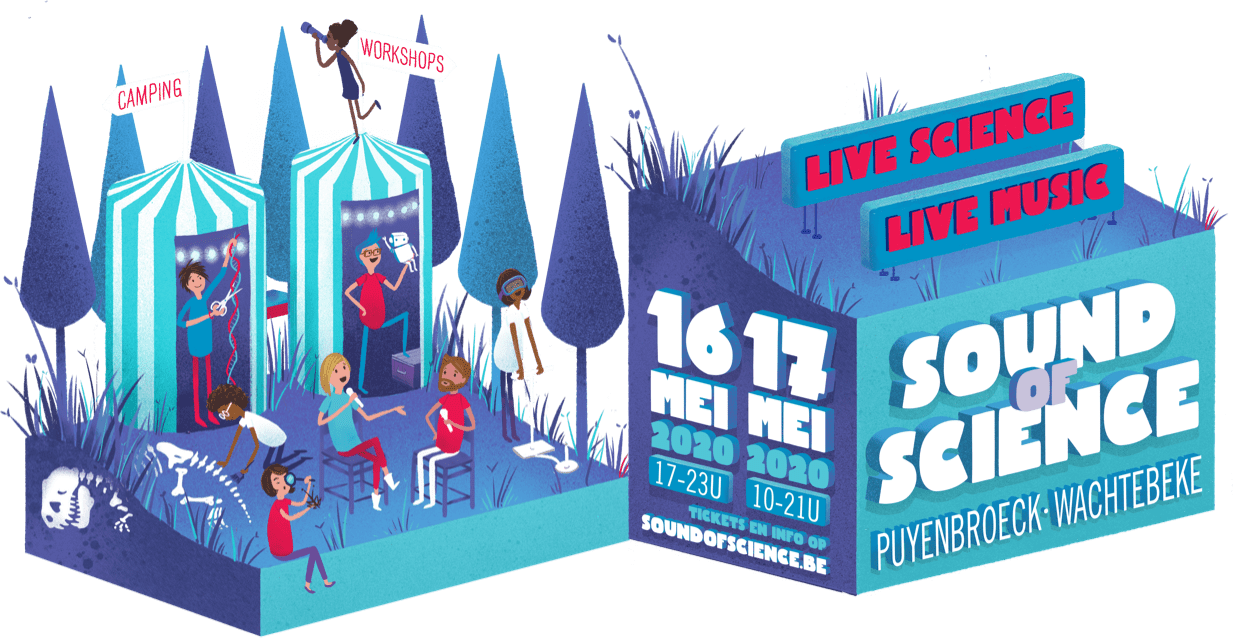 CAMPING
WORKSHOPS
LIVE SCIENCE
LIVE MUSIC
16
MEI
2020
17-23U
17
MEI
2020
10-21U
TICKETS EN INFO OP
SOUNDOFSCIENCE.BE
SOUND
OF
SCIENCE
PUYENBROECK · WACHTEBEKE